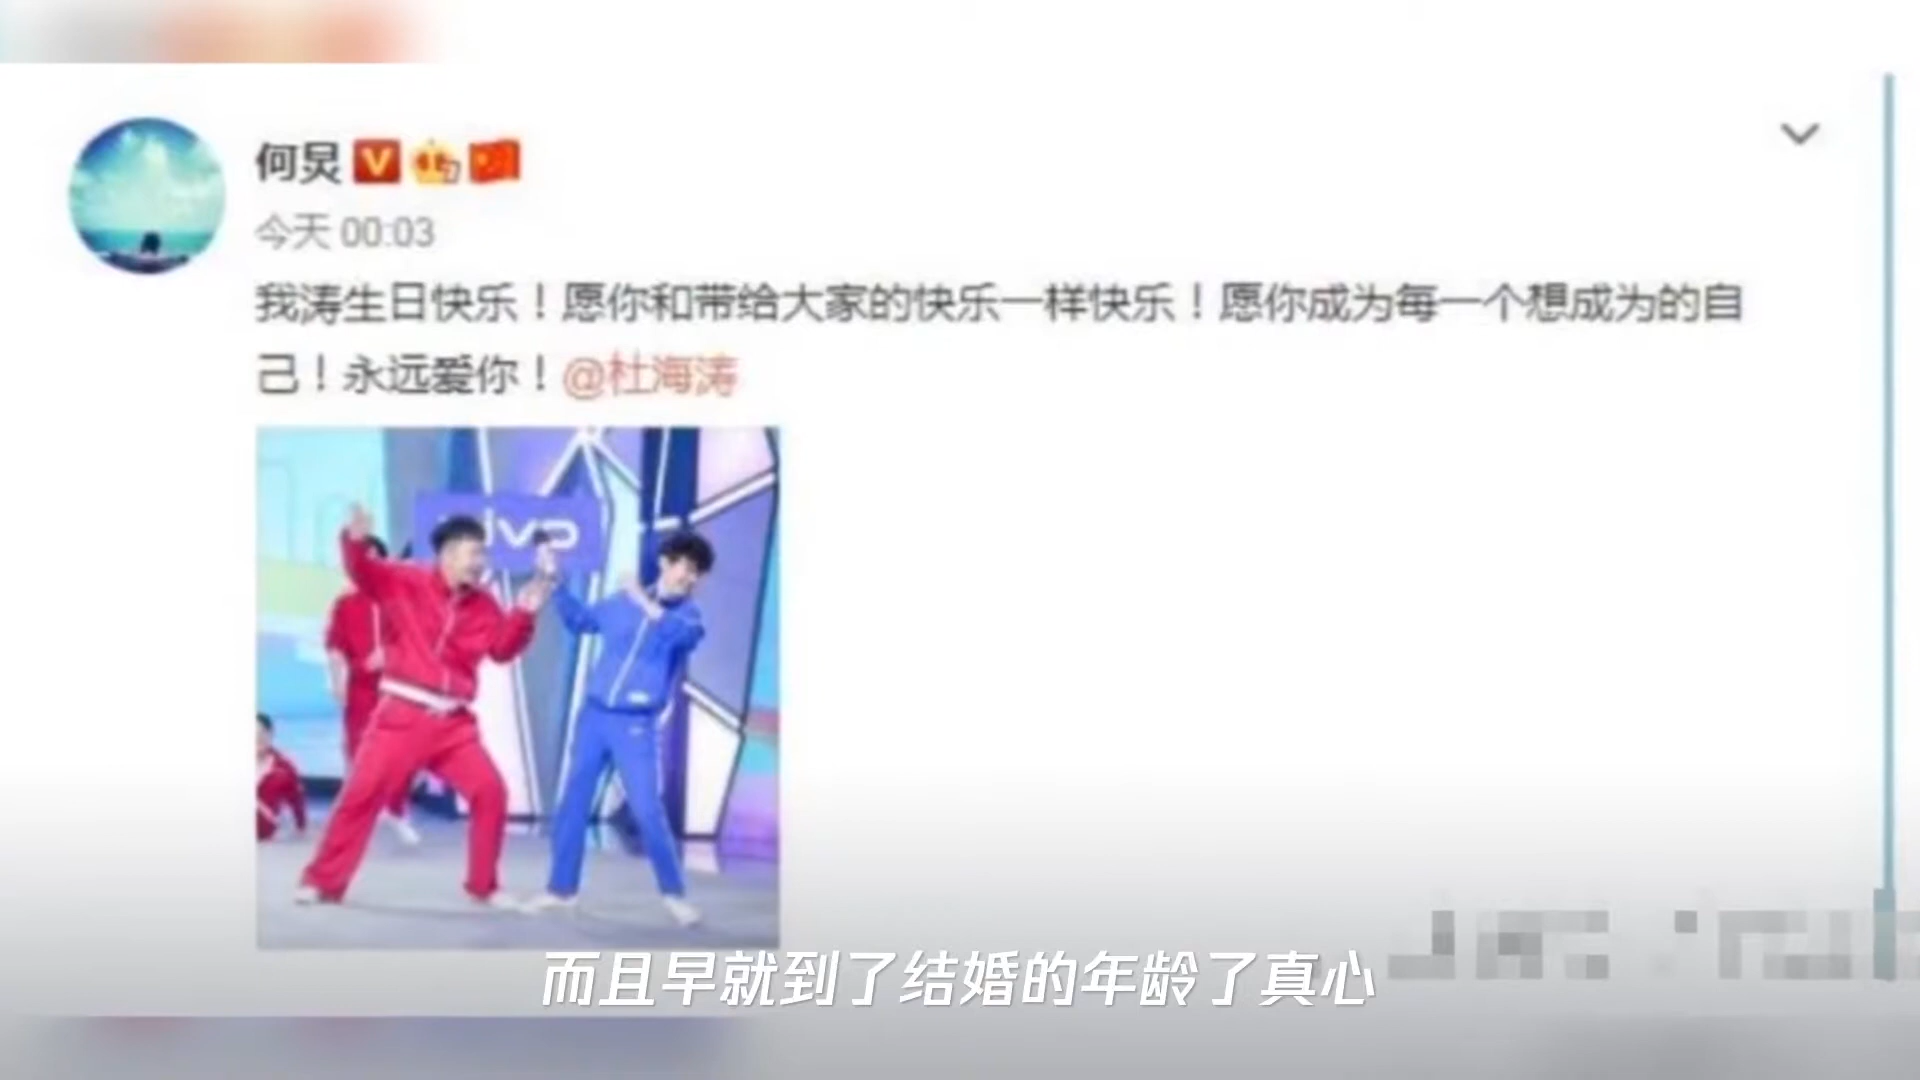 何炅
今天 00:03
我涛生日快乐！愿你和带给大家的快乐一样快乐！愿你成为每一个想成为的自
己！永远爱你！@杜海涛
而且早就到了结婚的年龄了真心